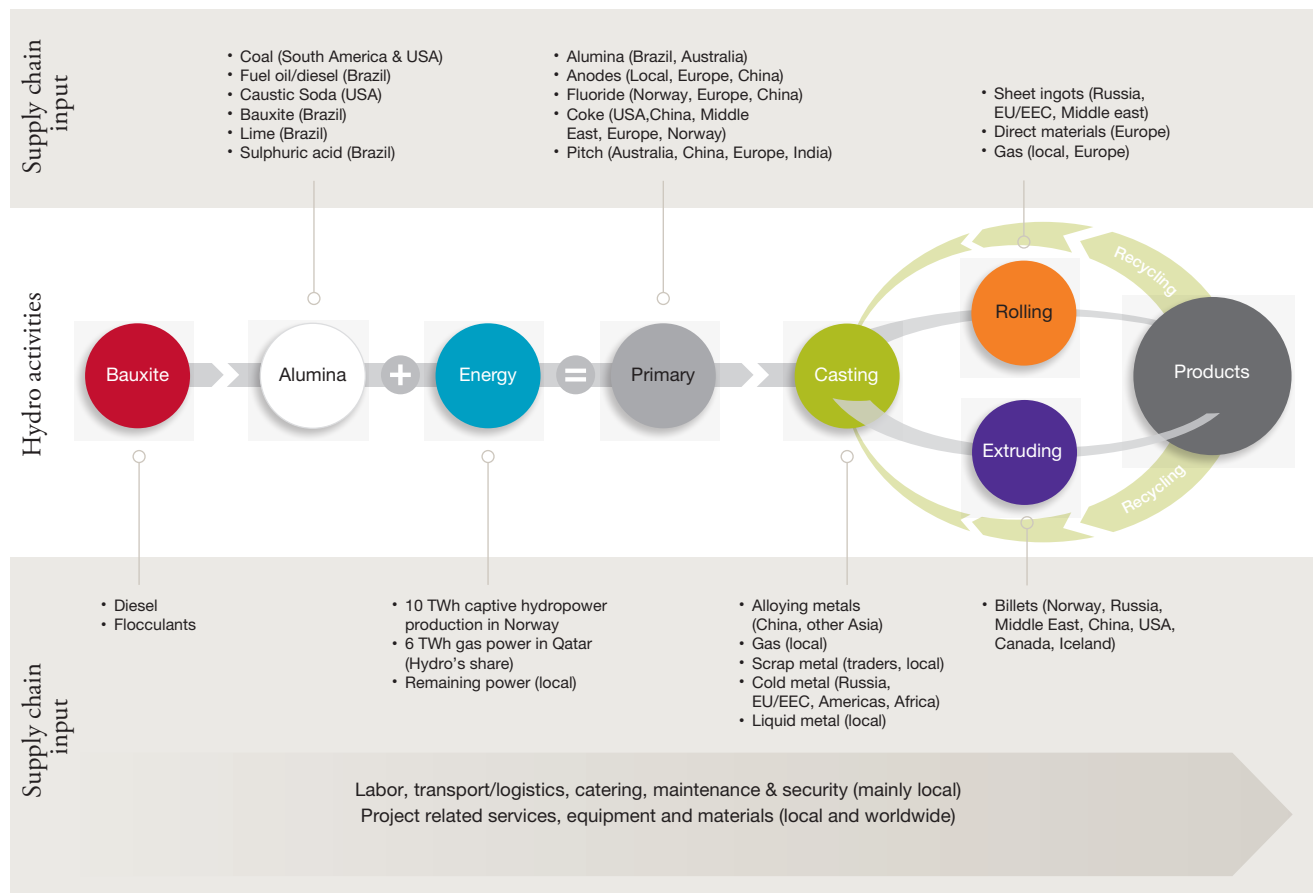 Supply chain
input
• Coal (South America & USA)
• Fuel oil/diesel (Brazil)
• Caustic Soda (USA)
• Bauxite (Brazil)
• Lime (Brazil)
• Sulphuric acid (Brazil)
• Alumina (Brazil, Australia)
• Anodes (Local, Europe, China)
• Fluoride (Norway, Europe, China)
• Coke (USA,China, Middle
East, Europe, Norway)
• Pitch (Australia, China, Europe, India)
• Sheet ingots (Russia,
EU/EEC, Middle east)
• Direct materials (Europe)
• Gas (local, Europe)
Hydro activities
Bauxite
Alumina
+
Energy
=
Primary
Casting
Rolling
Extruding
Recycling
Recycling
Products
Supply chain
input
• Diesel
• Flocculants
• 10 TWh captive hydropower
production in Norway
• 6 TWh gas power in Qatar
(Hydro's share)
• Remaining power (local)
• Alloying metals
(China, other Asia)
• Gas (local)
• Scrap metal (traders, local)
• Cold metal (Russia,
EU/EEC, Americas, Africa)
• Liquid metal (local)
• Billets (Norway, Russia,
Middle East, China, USA,
Canada, Iceland)
Labor, transport/logistics, catering, maintenance & security (mainly local)
Project related services, equipment and materials (local and worldwide)